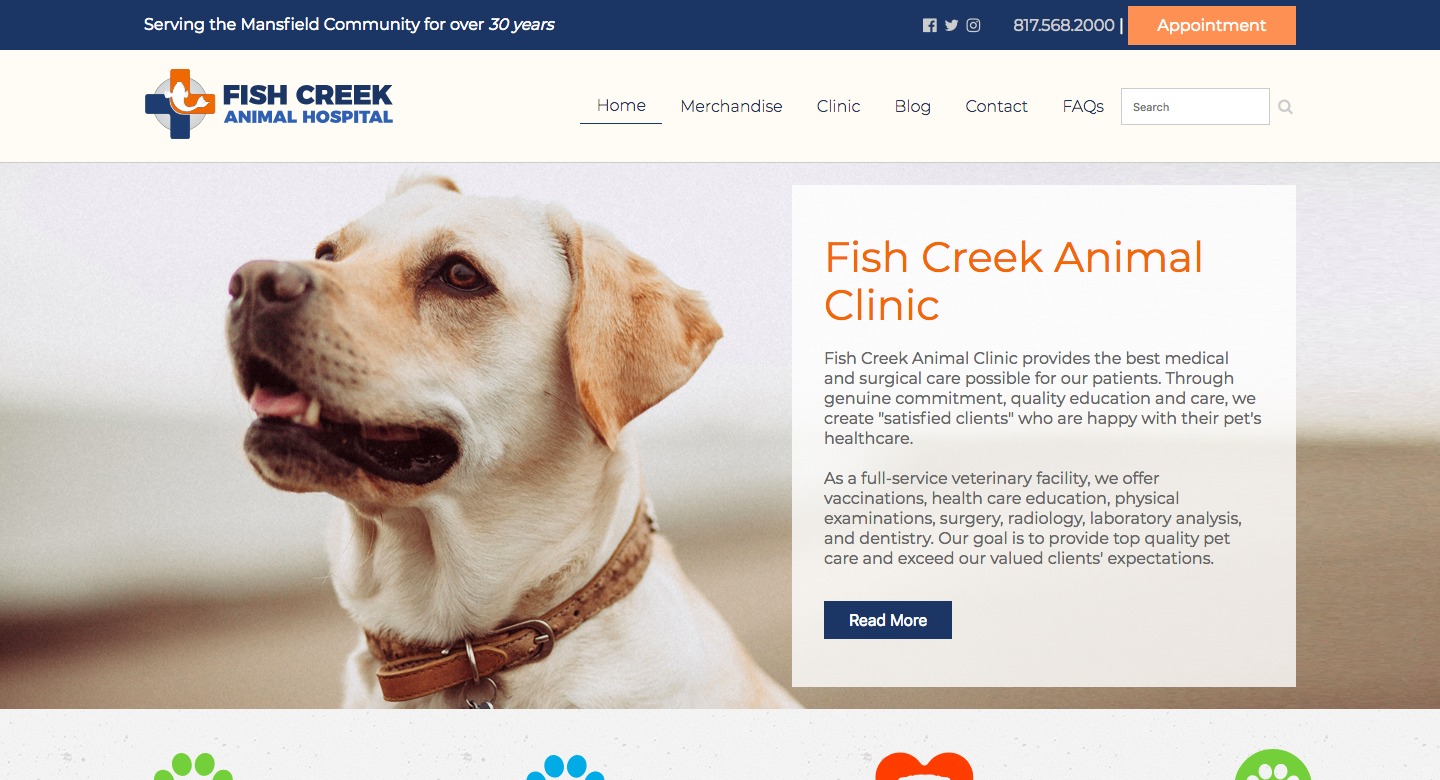 Serving the Mansfield Community for over 30 years
817.568.2000 |
Appointment
FISH CREEK
ANIMAL HOSPITAL
Home
Merchandise
Clinic
Blog
Contact
FAQs
Search
Fish Creek Animal
Clinic
Fish Creek Animal Clinic provides the best medical
and surgical care possible for our patients. Through
genuine commitment, quality education and care, we
create "satisfied clients" who are happy with their pet's
healthcare.
As a full-service veterinary facility, we offer
vaccinations, health care education, physical
examinations, surgery, radiology, laboratory analysis,
and dentistry. Our goal is to provide top quality pet
care and exceed our valued clients' expectations.
Read More